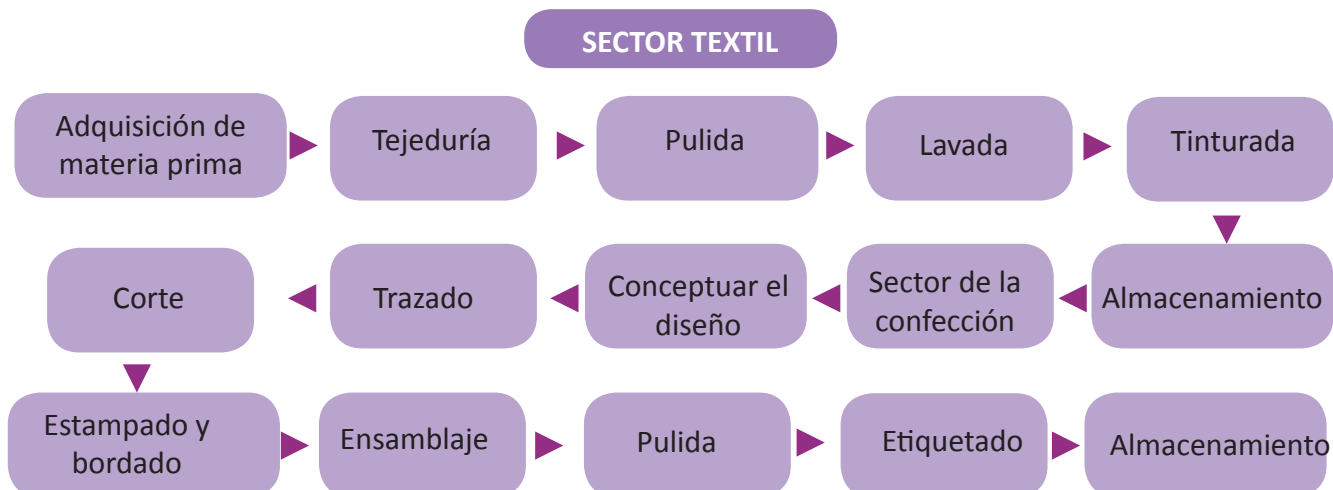 SECTOR TEXTIL
Adquisición de
materia prima
Tejeduría
Pulida
Lavada
Tinturada
Almacenamiento
Sector de la
confección
Conceptuar el
diseño
Trazado
Corte
Estampado y
bordado
Ensamblaje
Pulida
Etiquetado
Almacenamiento